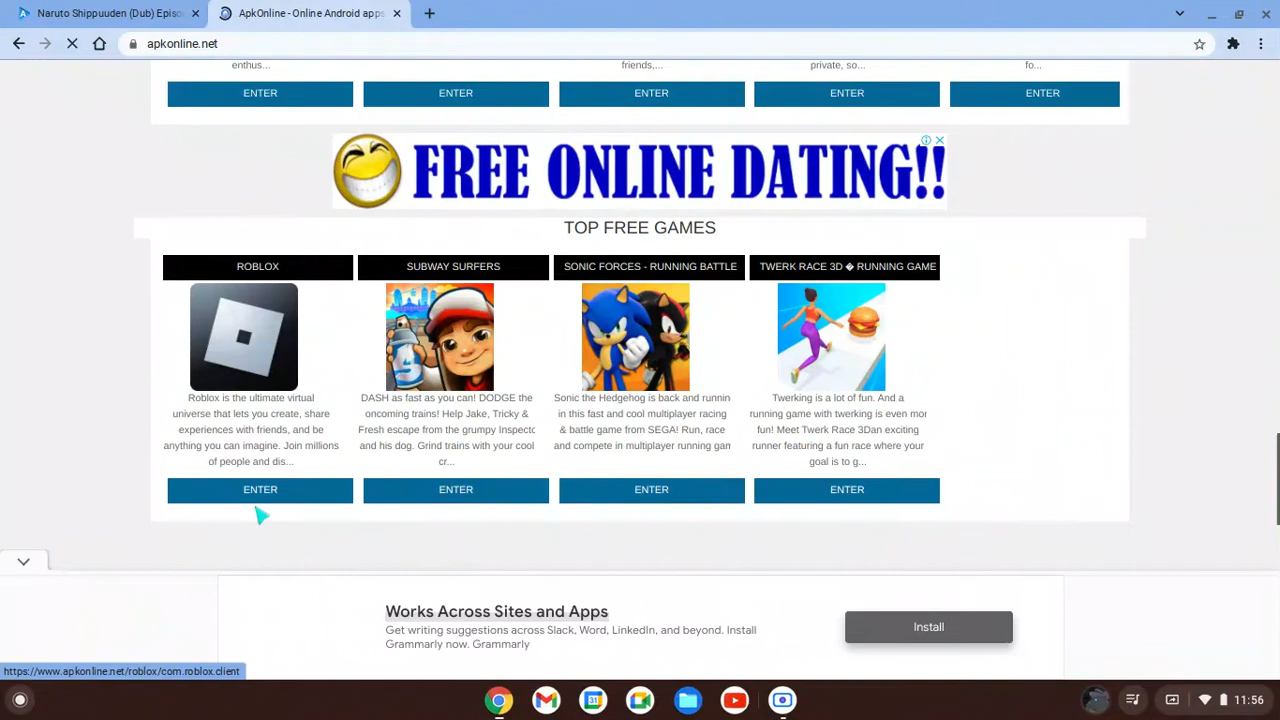 Naruto Shippuuden (Dub) Episo
ApkOnline - Online Android apps
apkonline.net
enthus...
friends,...
private, so...
fo...
ENTER
ENTER
ENTER
ENTER
ENTER
FREE ONLINE DATING!!
TOP FREE GAMES
ROBLOX
SUBWAY SURFERS
SONIC FORCES - RUNNING BATTLE
TWERK RACE 3D � RUNNING GAME
Roblox is the ultimate virtual
universe that lets you create, share
experiences with friends, and be
anything you can imagine. Join millions
of people and dis...
DASH as fast as you can! DODGE the
oncoming trains! Help Jake, Tricky &
Fresh escape from the grumpy Inspecto
and his dog. Grind trains with your cool
cr...
Sonic the Hedgehog is back and runnin
in this fast and cool multiplayer racing
& battle game from SEGA! Run, race
and compete in multiplayer running gam
Twerking is a lot of fun. And a
running game with twerking is even mor
fun! Meet Twerk Race 3Dan exciting
runner featuring a fun race where your
goal is to g...
ENTER
ENTER
ENTER
ENTER
Works Across Sites and Apps
Get writing suggestions across Slack, Word, LinkedIn, and beyond. Install
Grammarly now. Grammarly
Install
https://www.apkonline.net/roblox/com.roblox.client
31
11:56